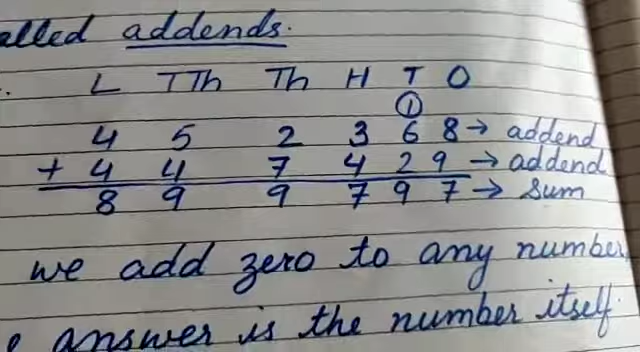 alled addends.
L TTh Th H T O
1
4 5 2 3 6 8 → addend
+ 4 4 7 4 2 9 → addend
8 9 9 7 9 7 → Sum
we add zero to any number
answer is the number itself.